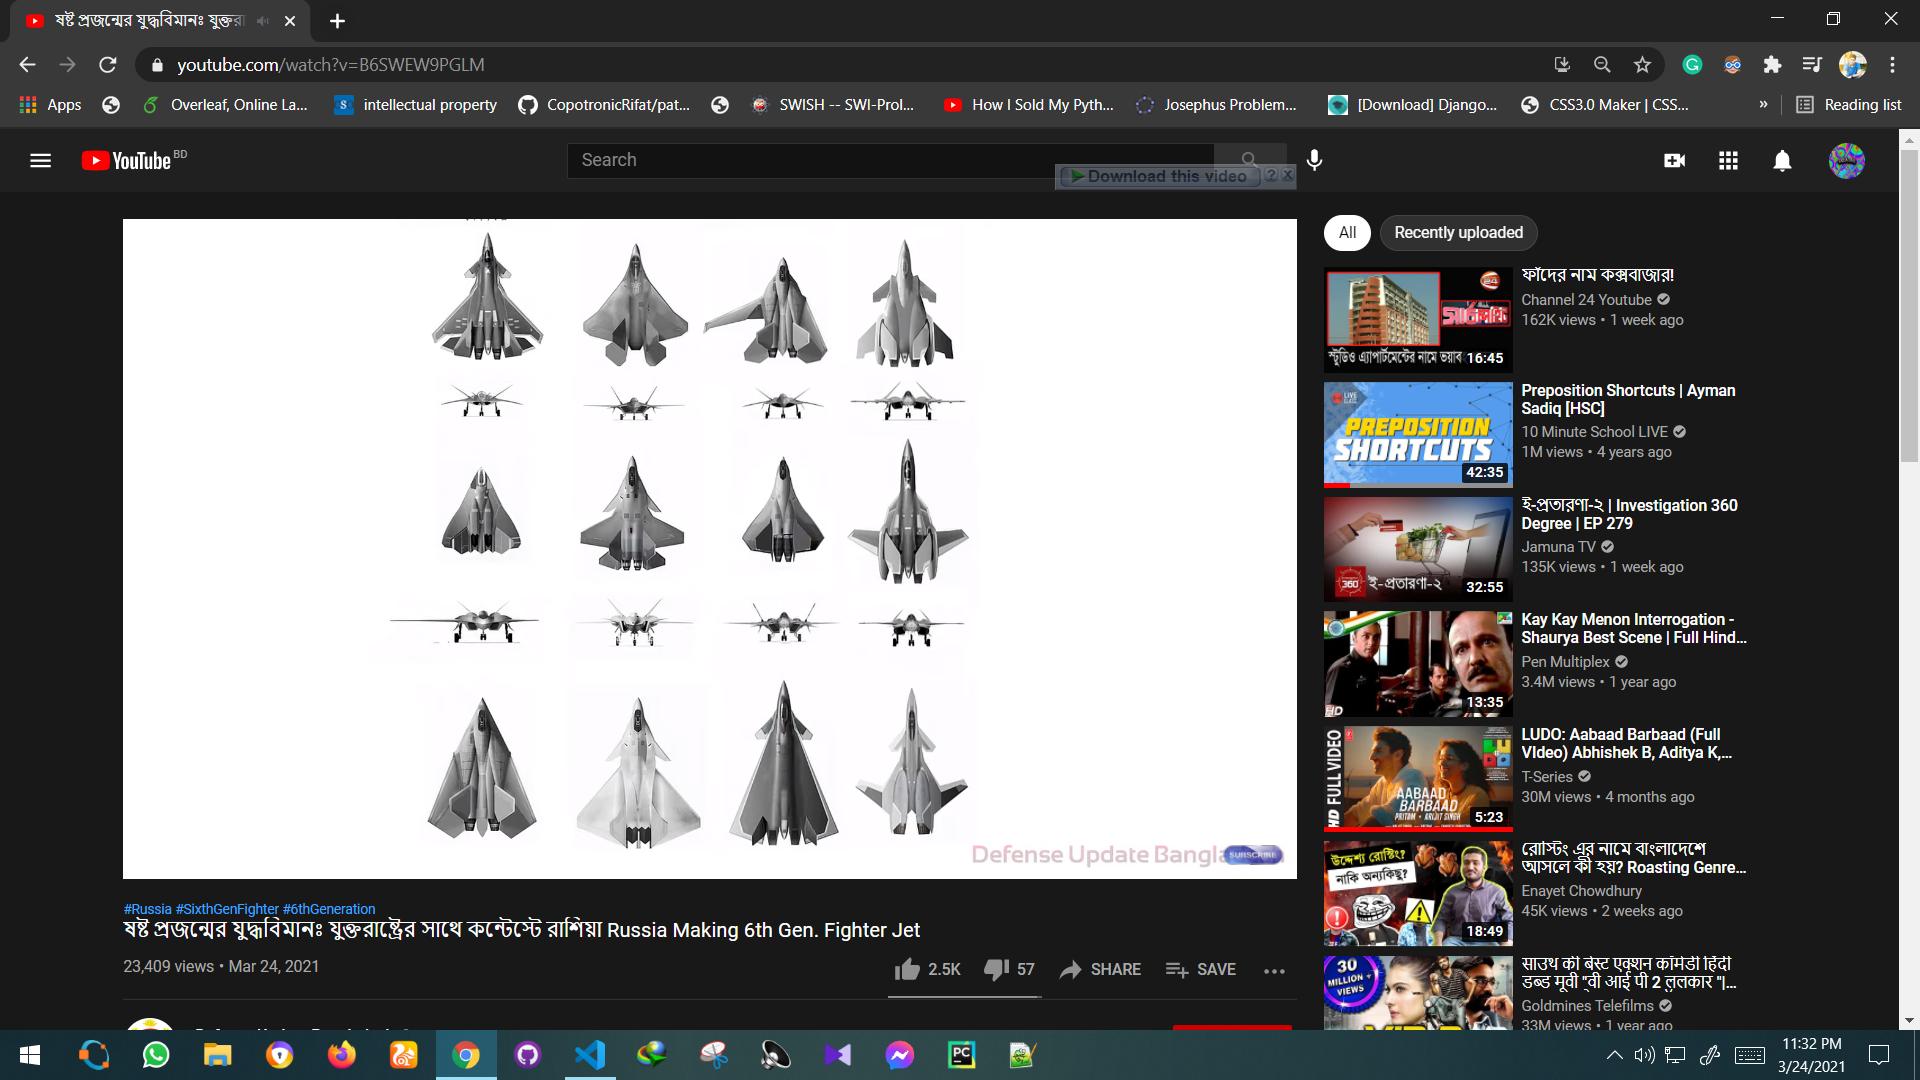 ষষ্ট প্রজন্মের যুদ্ধবিমানঃ যুক্তরা
youtube.com/watch?v=B6SWEW9PGLM
Apps
Overleaf, Online La...
intellectual property
CopotronicRifat/pat...
SWISH -- SWI-Prol...
How I Sold My Pyth...
Josephus Problem...
[Download] Django...
CSS3.0 Maker | CSS...
»
Reading list
YouTube BD
Search
Download this video
All
Recently uploaded
ফাঁদের নাম কক্সবাজার!
Channel 24 Youtube
162K views • 1 week ago
24
স্টুডিও এ্যাপার্টমেন্টের নামে ভয়াব
16:45
Preposition Shortcuts | Ayman
Sadiq [HSC]
10 Minute School LIVE
1M views • 4 years ago
PREPOSITION
SHORTCUTS
42:35
ই-প্রতারণা-২ | Investigation 360
Degree | EP 279
Jamuna TV
135K views • 1 week ago
360
ই-প্রতারণা-২
32:55
Kay Kay Menon Interrogation -
Shaurya Best Scene | Full Hind...
Pen Multiplex
3.4M views • 1 year ago
HD
13:35
LUDO: Aabaad Barbaad (Full
VIdeo) Abhishek B, Aditya K,...
T-Series
30M views • 4 months ago
HD FULL VIDEO
AABAAD
BARBAAD
PRITAM • ARIJIT SINGH
5:23
রোস্টিং এর নামে বাংলাদেশে
আসলে কী হয়? Roasting Genre...
Enayet Chowdhury
45K views • 2 weeks ago
উদ্দেশ্য রোস্টিং?
নাকি অন্যকিছু?
18:49
साउथ की बेस्ट एक्शन कॉमेडी हिंदी
डब्ड मूवी "वी आई पी 2 लुलकार "|...
Goldmines Telefilms
33M views • 1 year ago
30
MILLION +
VIEWS
Defense Update Bangla
SUBSCRIBE
#Russia #SixthGenFighter #6thGeneration
ষষ্ট প্রজন্মের যুদ্ধবিমানঃ যুক্তরাষ্ট্রের সাথে কন্টেস্টে রাশিয়া Russia Making 6th Gen. Fighter Jet
23,409 views • Mar 24, 2021
2.5K
57
SHARE
SAVE
11:32 PM
3/24/2021